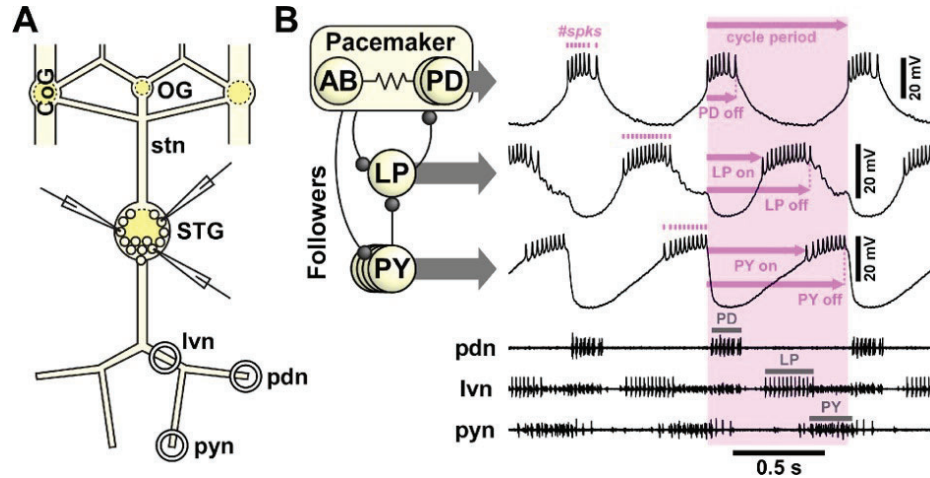 A
CoG
OG
stn
STG
lvn
pdn
pyn
B
Pacemaker
AB
PD
LP
PY
Followers
#spks
cycle period
20 mV
PD off
LP on
LP off
20 mV
PY on
PY off
20 mV
PD
pdn
LP
lvn
PY
pyn
0.5 s